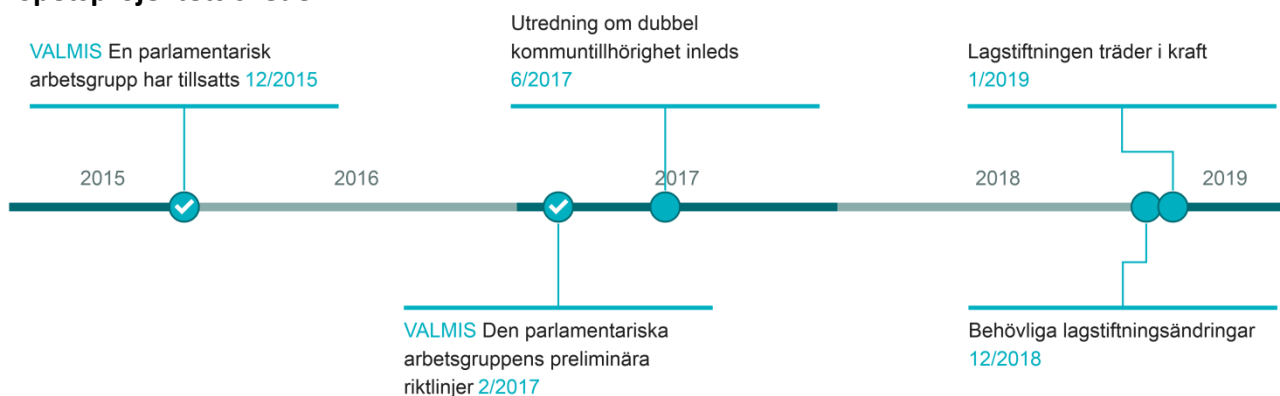 VALMIS En parlamentarisk
arbetsgrupp har tillsatts 12/2015
Utredning om dubbel
kommuntillhörighet inleds
6/2017
Lagstiftningen träder i kraft
1/2019
2015
2016
2017
2018
2019
VALMIS Den parlamentariska
arbetsgruppens preliminära
riktlinjer 2/2017
Behövliga lagstiftningsändringar
12/2018